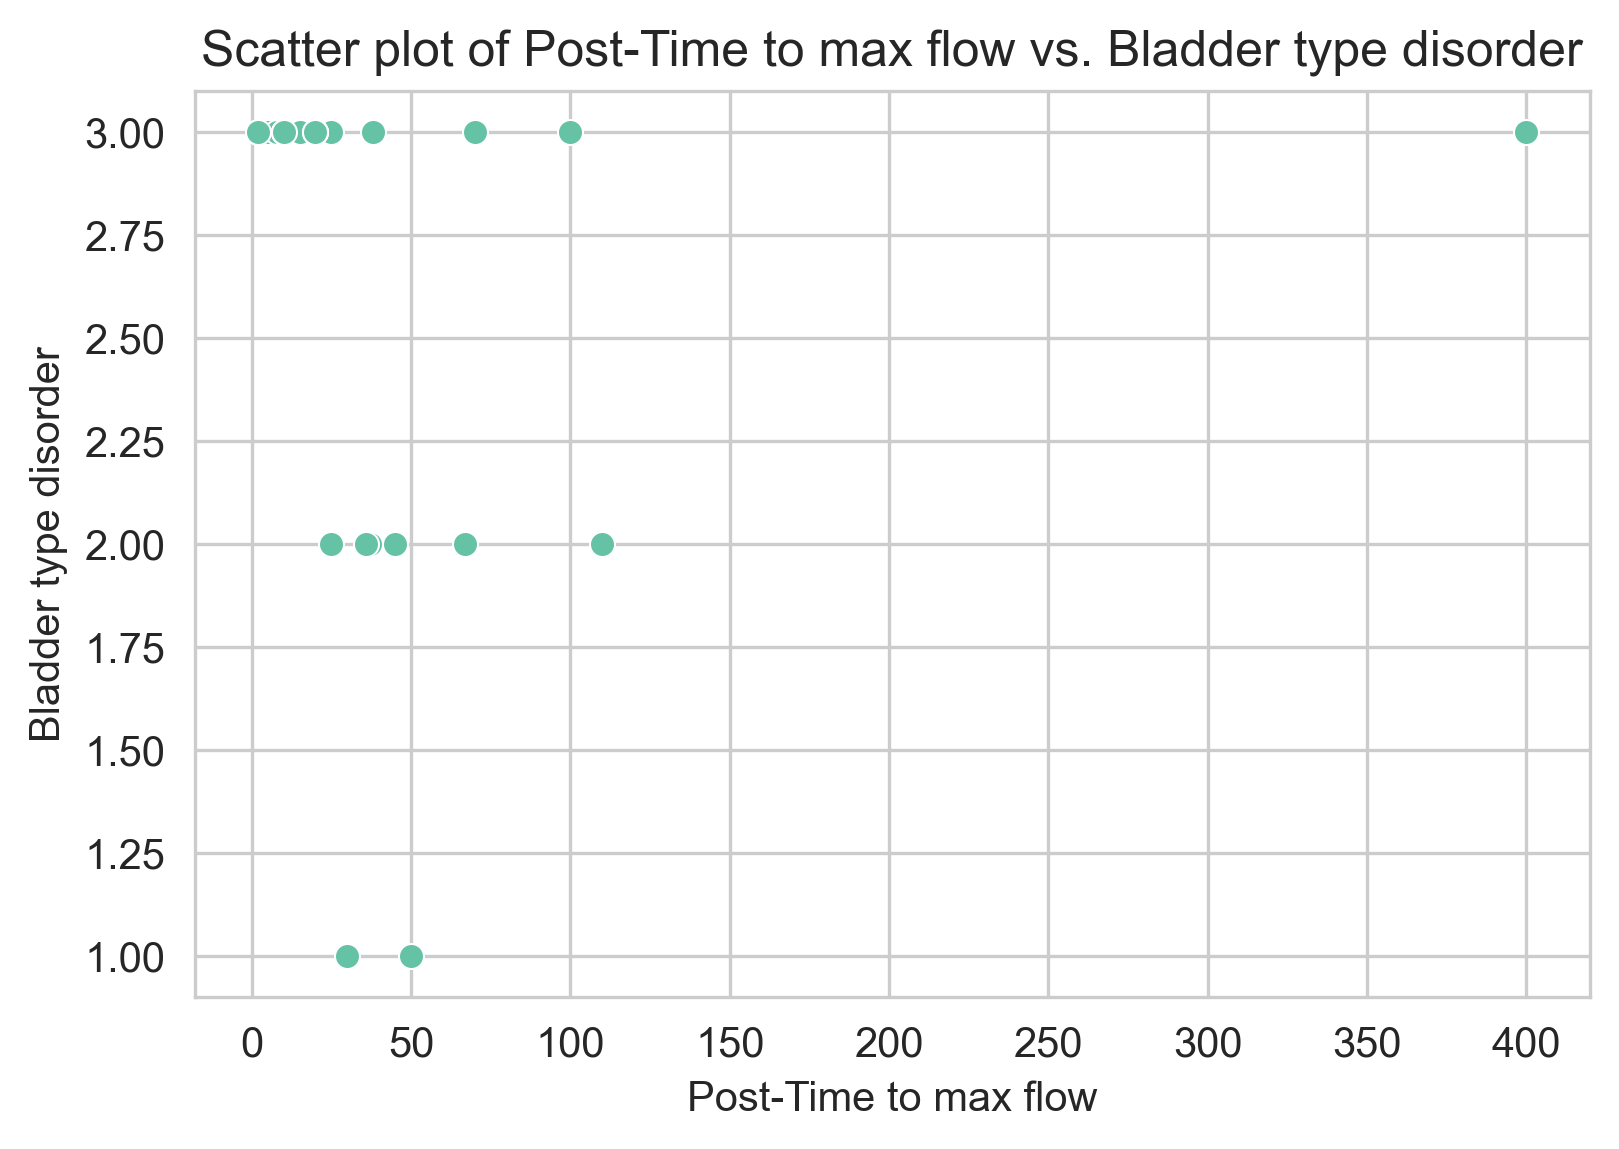 Scatter plot of Post-Time to max flow vs. Bladder type disorder
Bladder type disorder
3.00
2.75
2.50
2.25
2.00
1.75
1.50
1.25
1.00
0 50 100 150 200 250 300 350 400
Post-Time to max flow